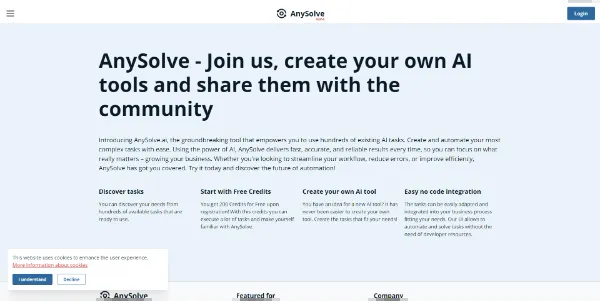 AnySolve
Login
AnySolve - Join us, create your own AI
tools and share them with the
community
Introducing AnySolve.ai, the groundbreaking tool that empowers you to use hundreds of existing AI tasks. Create and automate your most
complex tasks with ease. Using the power of AI, AnySolve delivers fast, accurate, and reliable results every time, so you can focus on what
really matters – growing your business. Whether you're looking to streamline your workflow, reduce errors, or improve efficiency,
AnySolve has got you covered. Try it today and discover the future of automation!
Discover tasks
You can discover your needs from
hundreds of available tasks that are
ready to use.
Start with Free Credits
You get 200 Credits for Free upon
registration! With this credits you can
execute a lot of tasks and make yourself
familiar with AnySolve.
Create your own AI tool
You have an idea for a new AI tool? It has
never been easier to create your own
tool. Create the tasks that fit your needs!
Easy no code integration
The tasks can be easily adapted and
integrated into your business process
fitting your needs. Our UI allows to
automate and solve tasks without the
need of developer resources.
This website uses cookies to enhance the user experience.
More information about cookies
I understand
Decline
AnySolve
Featured for
Company